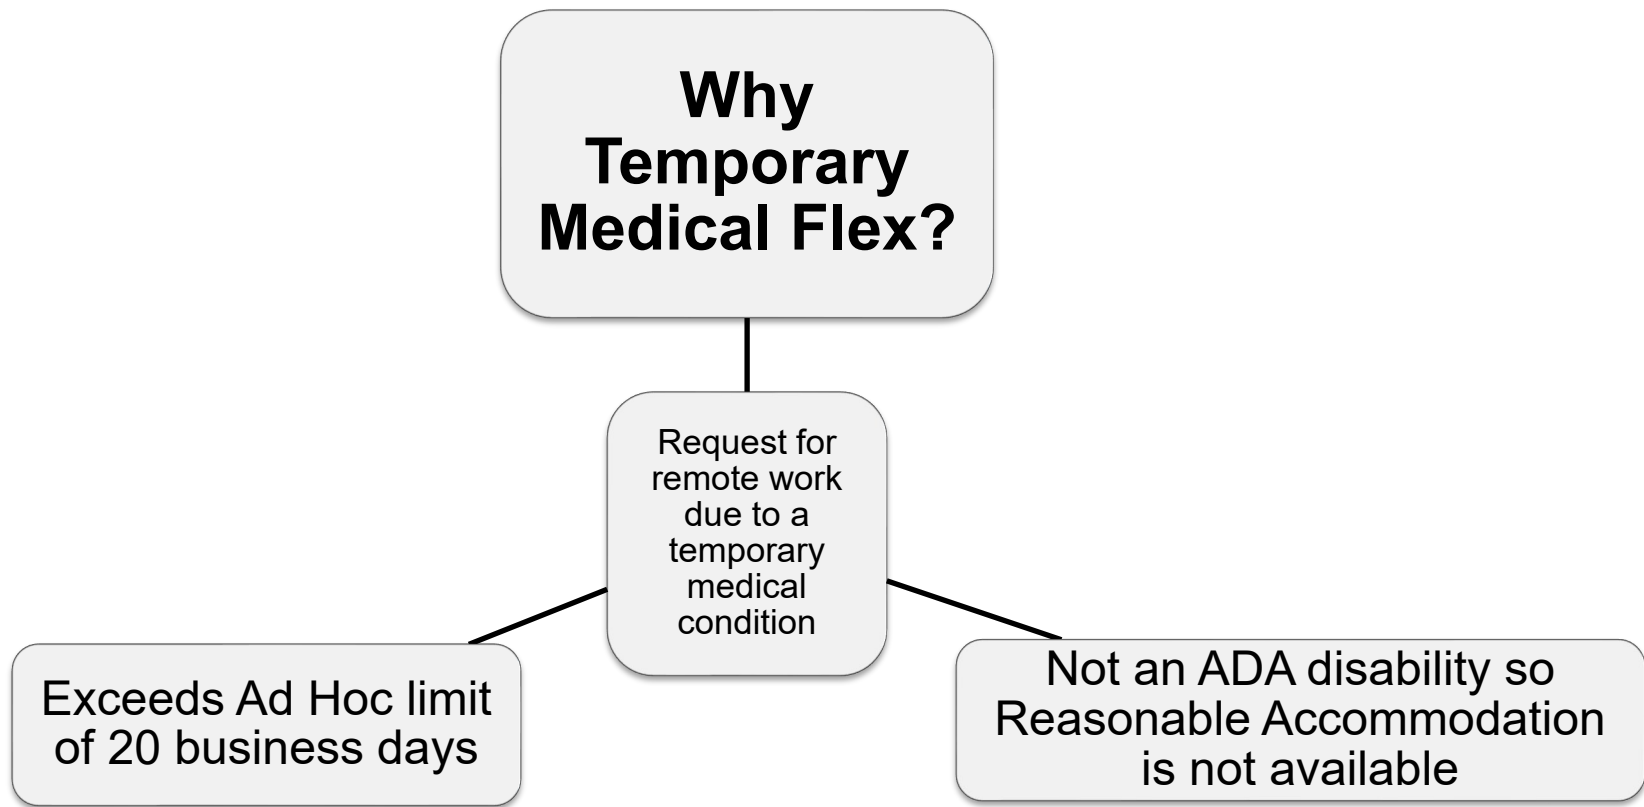 Why
Temporary
Medical Flex?
Request for
remote work
due to a
temporary
medical
condition
Exceeds Ad Hoc limit
of 20 business days
Not an ADA disability so
Reasonable Accommodation
is not available